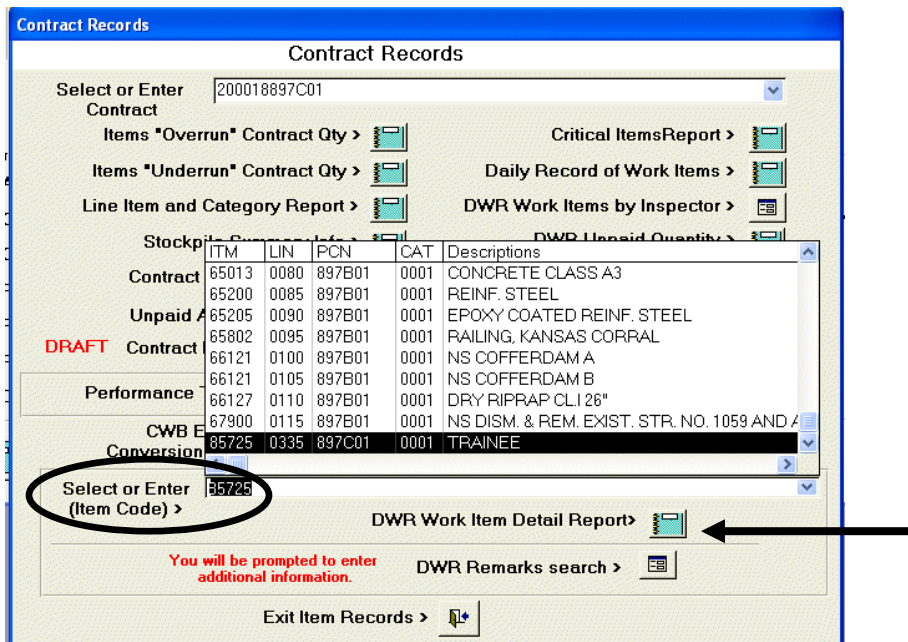 Contract Records
Contract Records
Select or Enter Contract
200018897C01
Items "Overrun" Contract Qty >
Critical ItemsReport >
Items "Underrun" Contract Qty >
Daily Record of Work Items >
Line Item and Category Report >
DWR Work Items by Inspector >
Stockpile Summary Info >
DWR Unpaid Quantity >
Contract
Unpaid
DRAFT Contract
Performance
CWB
Conversion
ITM LIN PCN CAT Descriptions
65013 0080 897B01 0001 CONCRETE CLASS A3
65200 0085 897B01 0001 REINF. STEEL
65205 0090 897B01 0001 EPOXY COATED REINF. STEEL
65802 0095 897B01 0001 RAILING, KANSAS CORRAL
66121 0100 897B01 0001 NS COFFERDAM A
66121 0105 897B01 0001 NS COFFERDAM B
66127 0110 897B01 0001 DRY RIPRAP CL.I 26"
67900 0115 897B01 0001 NS DISM. & REM. EXIST. STR. NO. 1059 AND
85725 0335 897C01 0001 TRAINEE
Select or Enter
(Item Code) >
85725
DWR Work Item Detail Report>
You will be prompted to enter
additional information.
DWR Remarks search >
Exit Item Records >